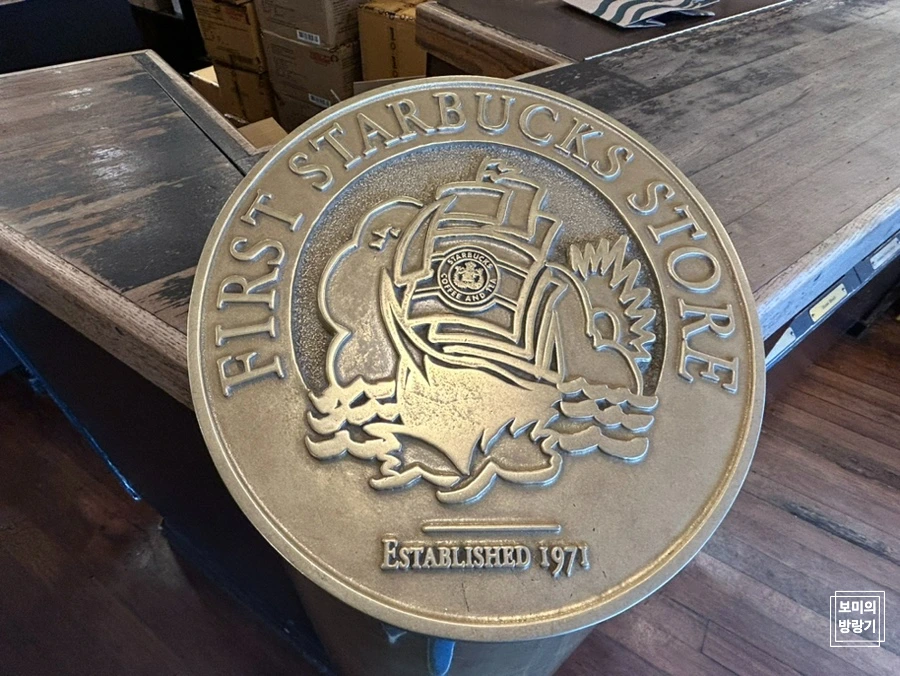 FIRST STARBUCKS STORE
STARBUCKS
COFFEE AND TEA
ESTABLISHED 1971
보미의
방랑기